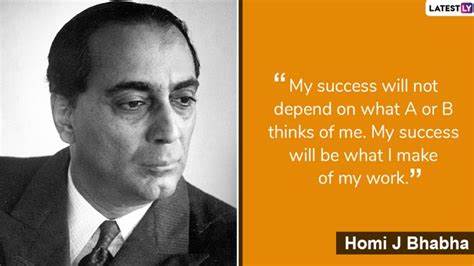 LATESTLY
“My success will not
depend on what A or B
thinks of me. My success
will be what I make
of my work.”
Homi J Bhabha